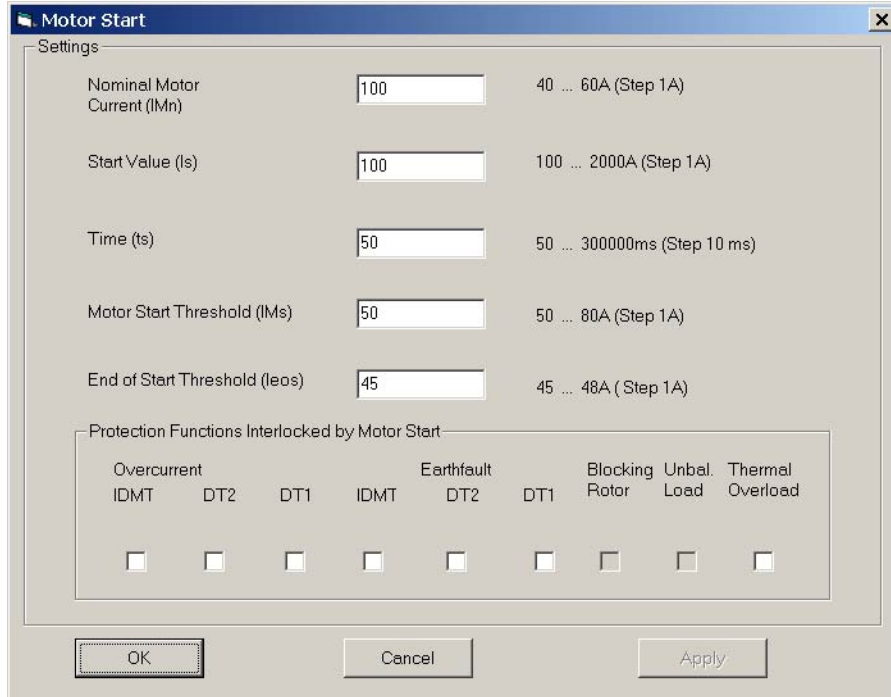 Motor Start
Settings
Nominal Motor
Current (IMn)
100
40 ... 60A (Step 1A)
Start Value (Is)
100
100 ... 2000A (Step 1A)
Time (ts)
50
50 ... 300000ms (Step 10 ms)
Motor Start Threshold (IMs)
50
50 ... 80A (Step 1A)
End of Start Threshold (Ieos)
45
45 ... 48A ( Step 1A)
Protection Functions Interlocked by Motor Start
Overcurrent Earthfault Blocking Unbal. Thermal
IDMT DT2 DT1 IDMT DT2 DT1 Rotor Load Overload
OK Cancel Apply